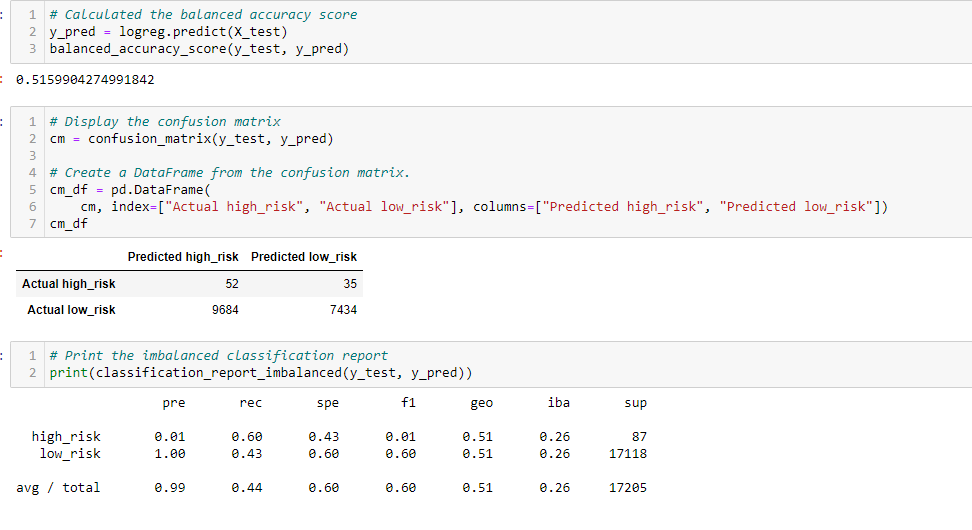 1 # Calculated the balanced accuracy score
2 y_pred = logreg.predict(X_test)
3 balanced_accuracy_score(y_test, y_pred)
: 0.5159904274991842
: 1 # Display the confusion matrix
2 cm = confusion_matrix(y_test, y_pred)
3
4 # Create a DataFrame from the confusion matrix.
5 cm_df = pd.DataFrame(
6     cm, index=["Actual high_risk", "Actual low_risk"], columns=["Predicted high_risk", "Predicted low_risk"])
7 cm_df
Predicted high_risk Predicted low_risk
Actual high_risk 52 35
Actual low_risk 9684 7434
: 1 # Print the imbalanced classification report
2 print(classification_report_imbalanced(y_test, y_pred))
pre rec spe f1 geo iba sup
high_risk 0.01 0.60 0.43 0.01 0.51 0.26 87
low_risk 1.00 0.43 0.60 0.60 0.51 0.26 17118
avg / total 0.99 0.44 0.60 0.60 0.51 0.26 17205